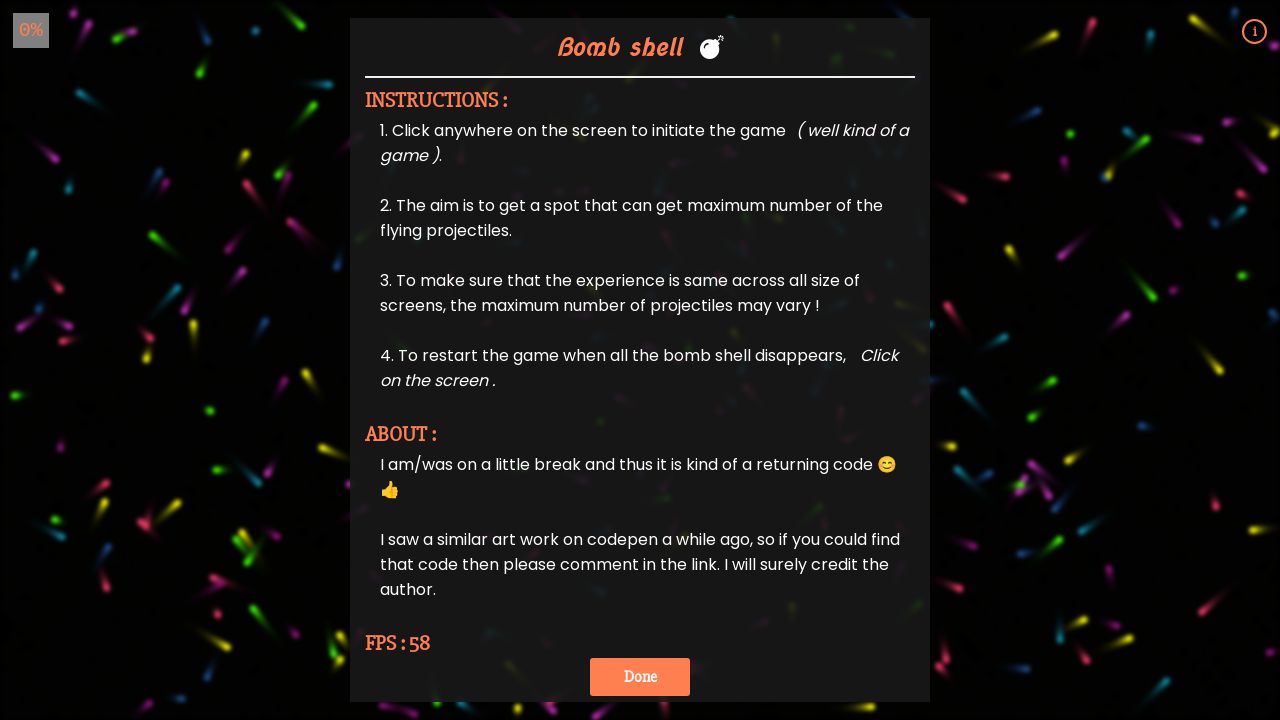 0%
i
Bomb shell 💣
INSTRUCTIONS :
1. Click anywhere on the screen to initiate the game ( well kind of a
game ).
2. The aim is to get a spot that can get maximum number of the
flying projectiles.
3. To make sure that the experience is same across all size of
screens, the maximum number of projectiles may vary !
4. To restart the game when all the bomb shell disappears, Click
on the screen .
ABOUT :
I am/was on a little break and thus it is kind of a returning code 😊
👍
I saw a similar art work on codepen a while ago, so if you could find
that code then please comment in the link. I will surely credit the
author.
FPS : 58
Done